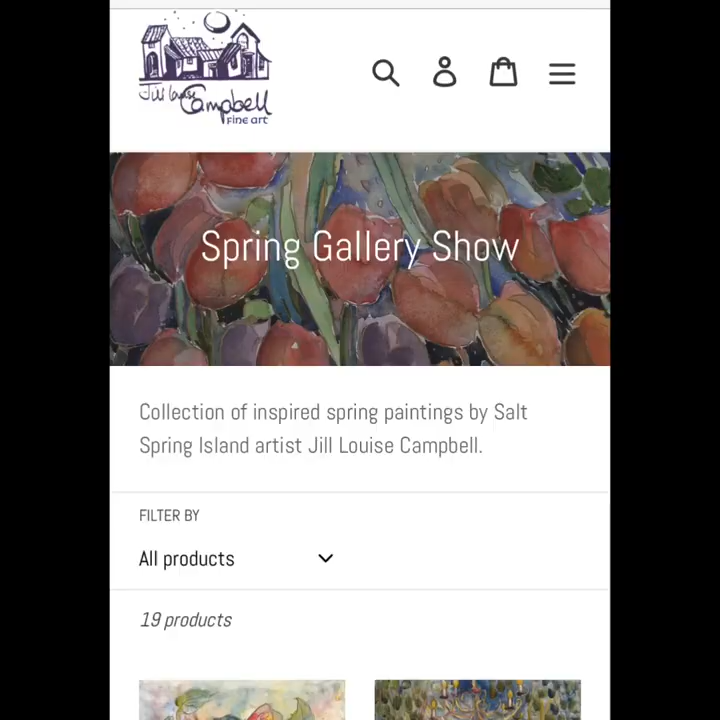 Jill Louise
Campbell
Fine art
Spring Gallery Show
Collection of inspired spring paintings by Salt
Spring Island artist Jill Louise Campbell.
FILTER BY
All products
19 products